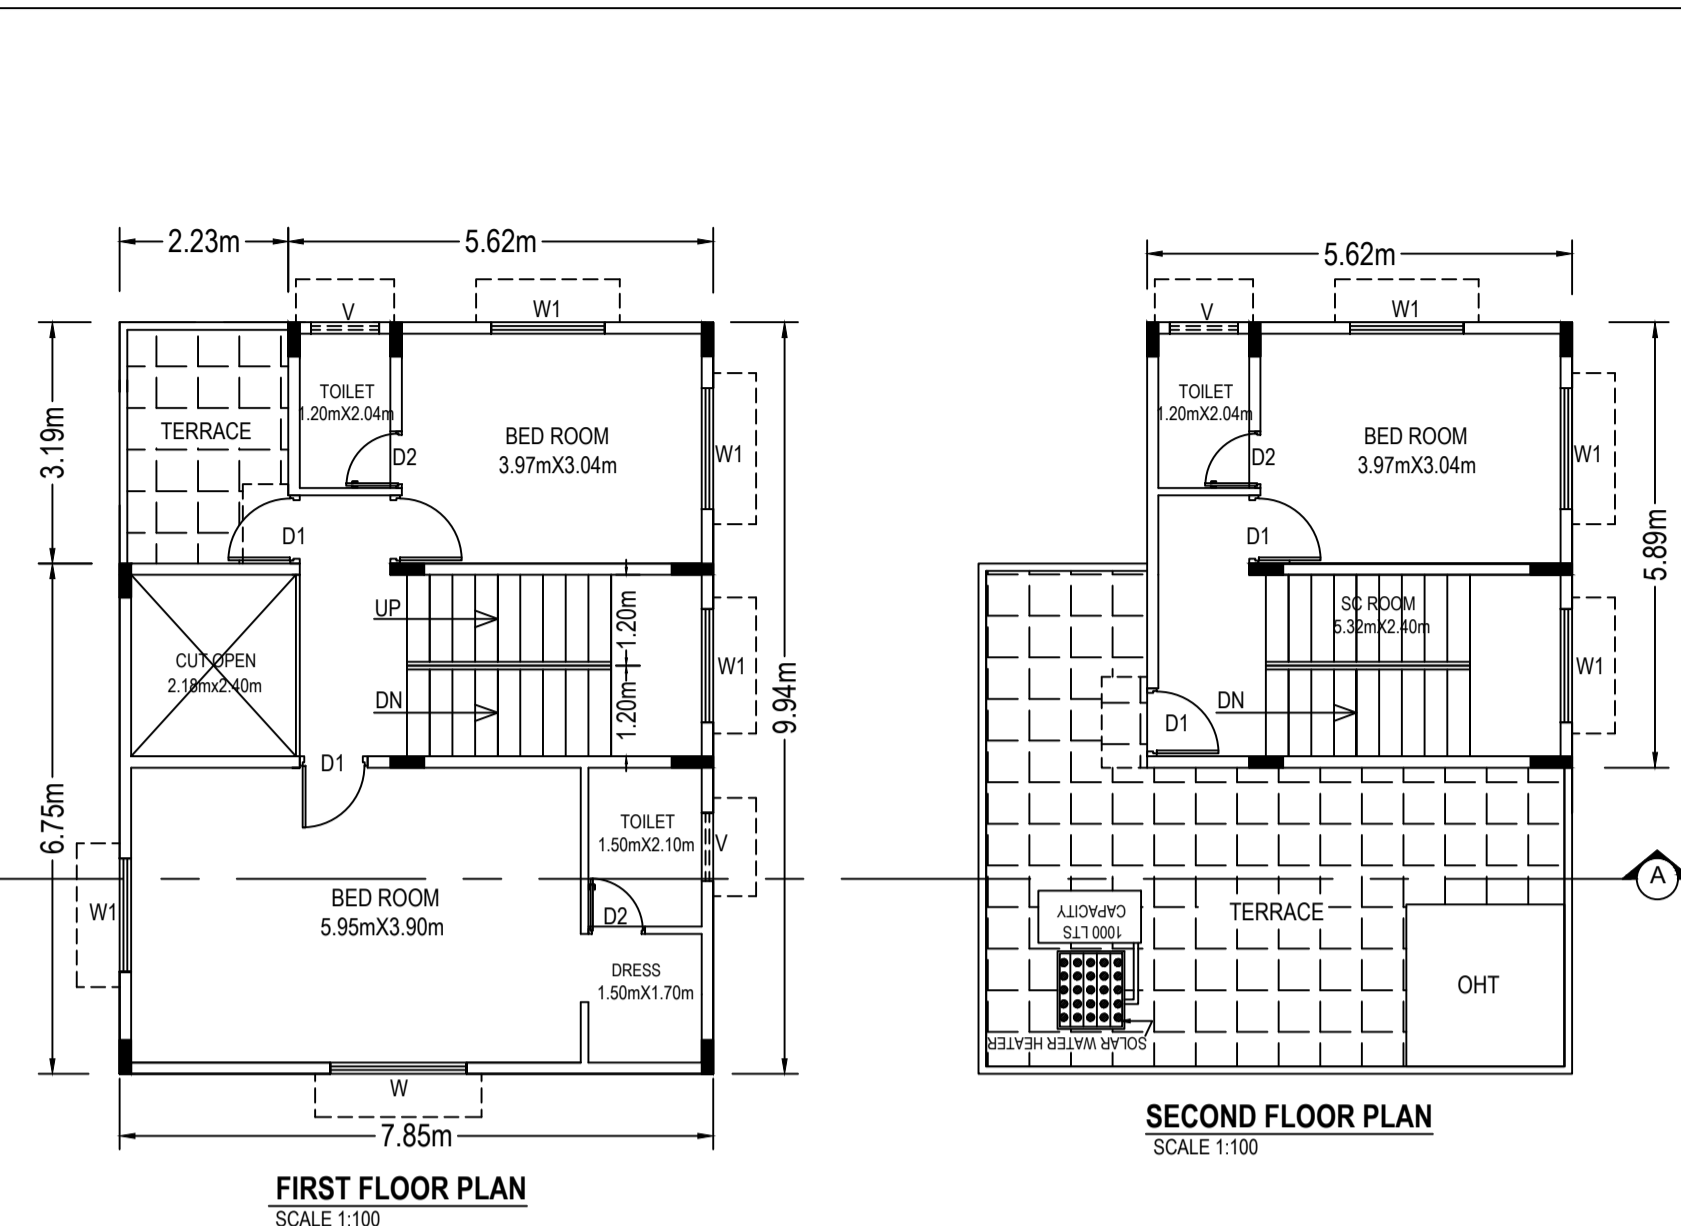 2.23m
5.62m
V
W1
3.19m
TERRACE
TOILET
1.20mX2.04m
BED ROOM
3.97mX3.04m
W1
D2
D1
UP
1.20m
CUT OPEN
2.18mx2.40m
W1
DN
1.20m
9.94m
D1
6.75m
TOILET
1.50mX2.10m
V
BED ROOM
5.95mX3.90m
W1
D2
DRESS
1.50mX1.70m
W
7.85m
FIRST FLOOR PLAN
SCALE 1:100
5.62m
V
W1
TOILET
1.20mX2.04m
BED ROOM
3.97mX3.04m
W1
D2
D1
5.89m
SC ROOM
5.32mX2.40m
W1
DN
D1
A
1000 LTS
CAPACITY
TERRACE
OHT
SOLAR WATER HEATER
SECOND FLOOR PLAN
SCALE 1:100